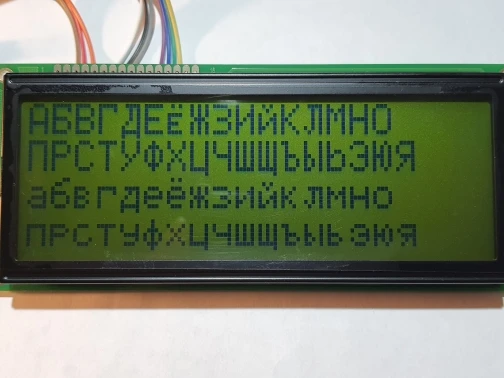 АБВГДЕЁЖЗИЙКЛМНО
ПРСТУФХЦЧШЩЪЫЬЭЮЯ
абвгдеёжзийклмно
прстуфхцчшщъыьэюя